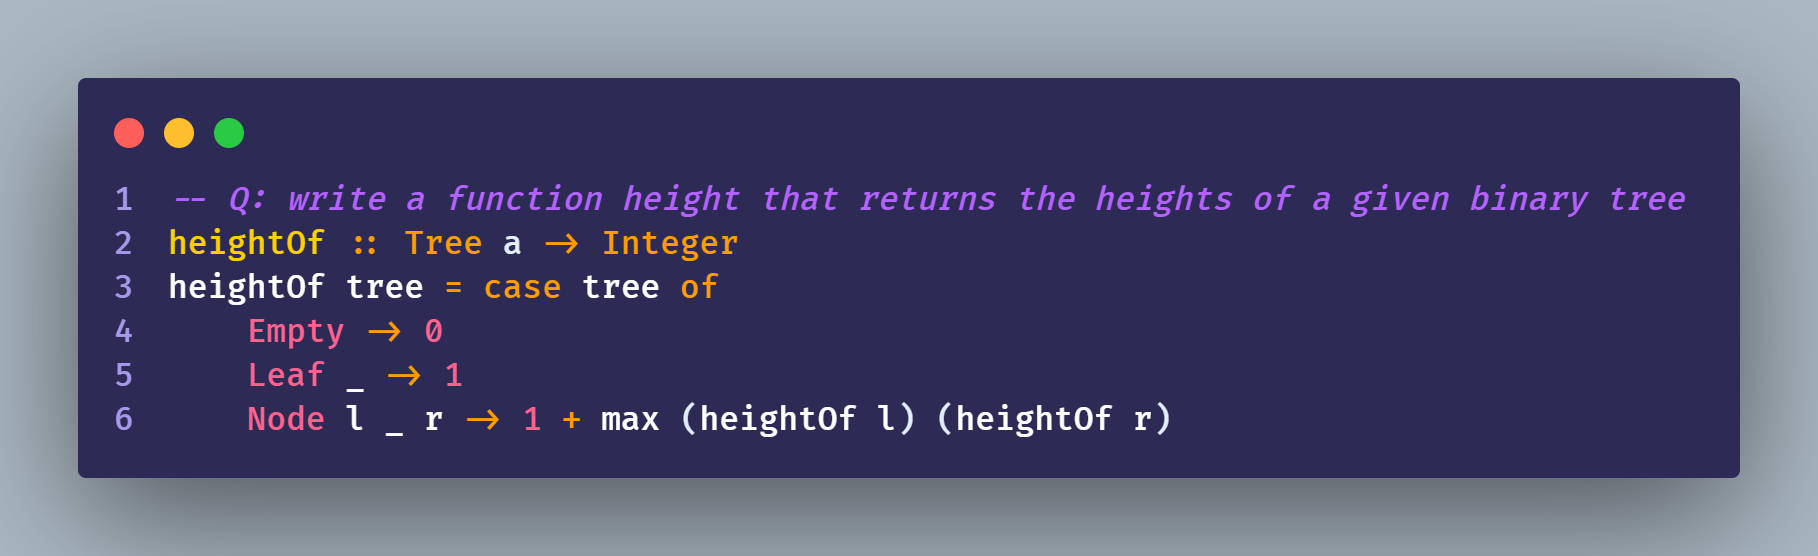 1 -- Q: write a function height that returns the heights of a given binary tree
2 heightOf :: Tree a -> Integer
3 heightOf tree = case tree of
4     Empty -> 0
5     Leaf _ -> 1
6     Node l _ r -> 1 + max (heightOf l) (heightOf r)